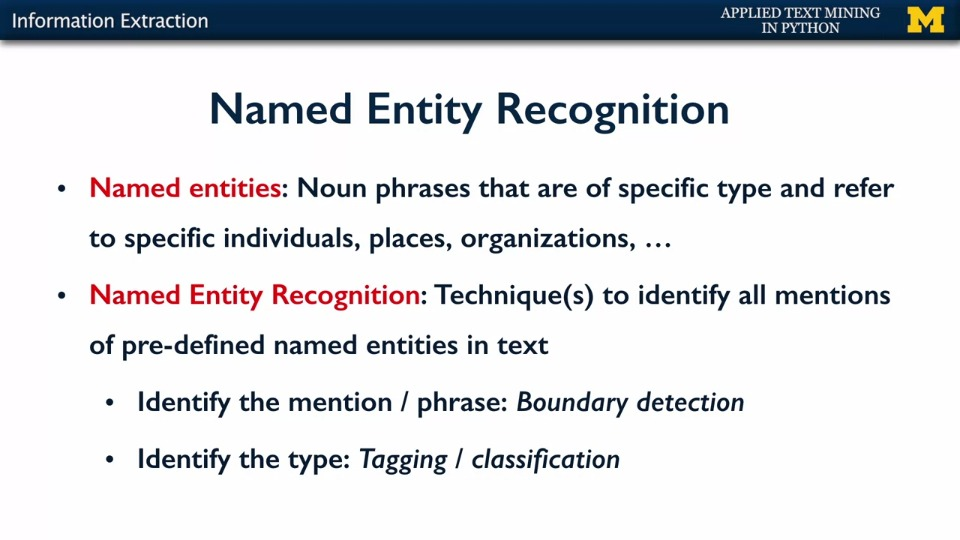 Information Extraction
APPLIED TEXT MINING
IN PYTHON
M
Named Entity Recognition
• Named entities: Noun phrases that are of specific type and refer
to specific individuals, places, organizations, …
• Named Entity Recognition: Technique(s) to identify all mentions
of pre-defined named entities in text
• Identify the mention / phrase: Boundary detection
• Identify the type: Tagging / classification